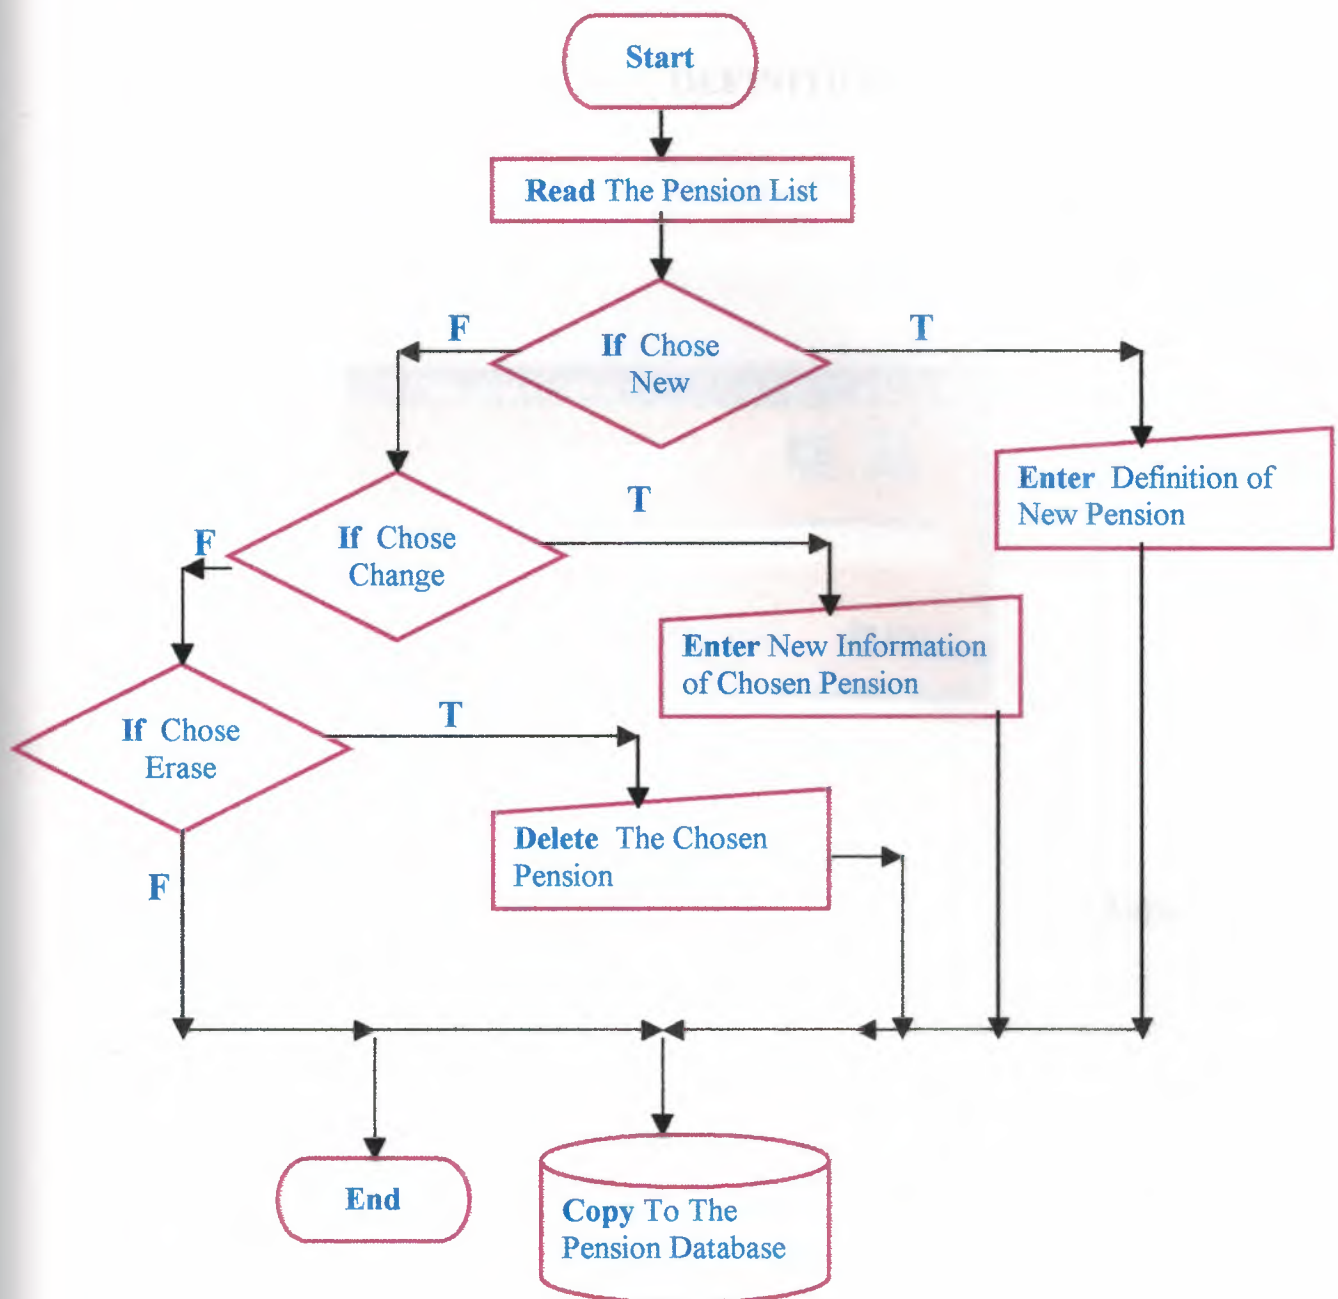 Start
Read The Pension List
F
T
If Chose
New
T
Enter Definition of
New Pension
F
If Chose
Change
Enter New Information
of Chosen Pension
T
If Chose
Erase
Delete The Chosen
Pension
F
End
Copy To The
Pension Database